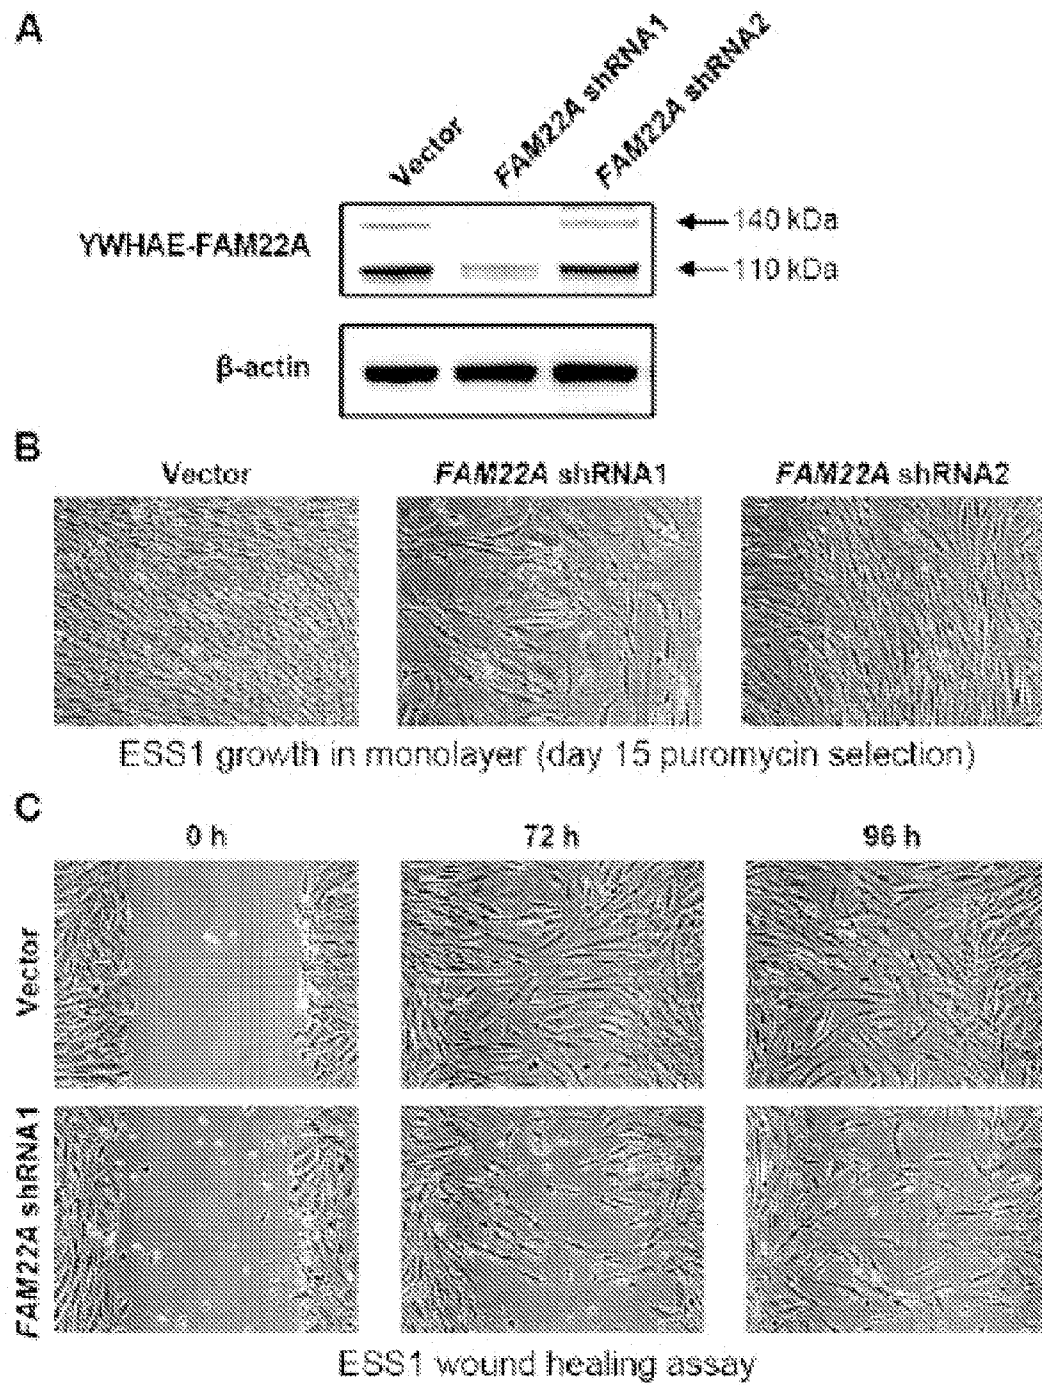 A
Vector
FAM22A shRNA1
FAM22A shRNA2
YWHAE-FAM22A
140 kDa
110 kDa
β-actin
B
Vector
FAM22A shRNA1
FAM22A shRNA2
ESS1 growth in monolayer (day 15 puromycin selection)
C
0 h
72 h
96 h
Vector
FAM22A shRNA1
ESS1 wound healing assay